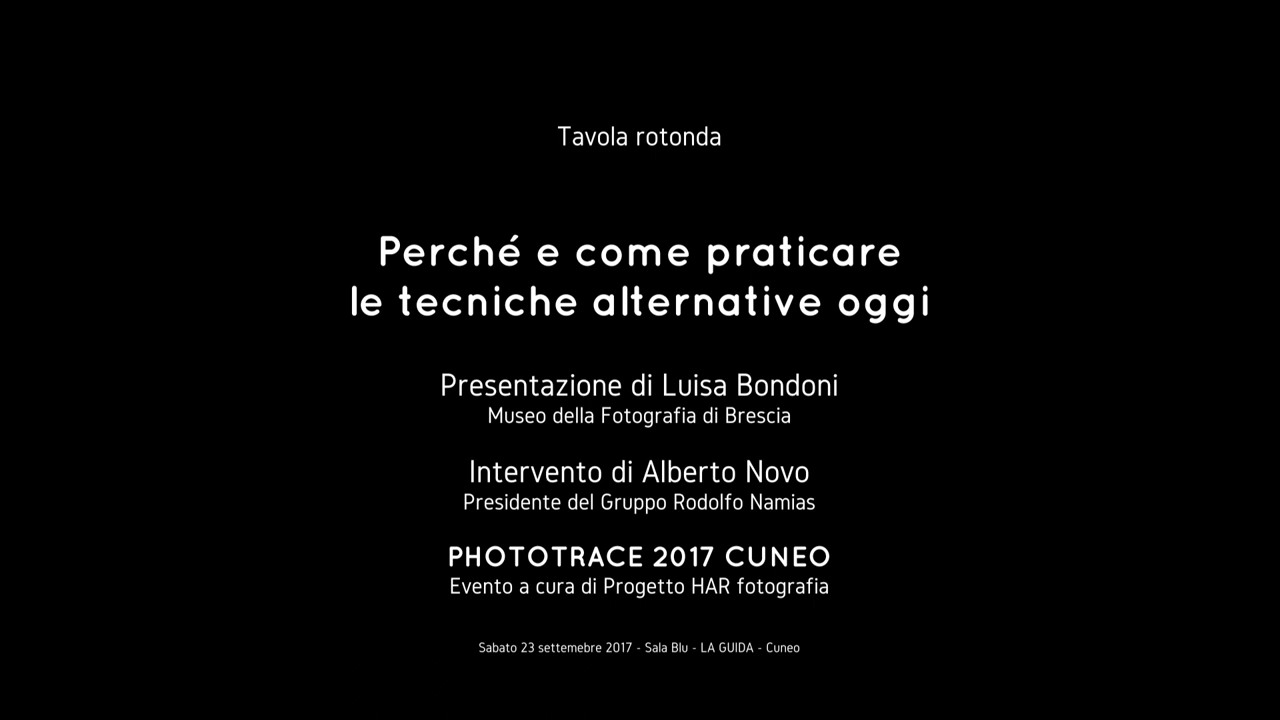 Tavola rotonda
Perché e come praticare
le tecniche alternative oggi
Presentazione di Luisa Bondoni
Museo della Fotografia di Brescia
Intervento di Alberto Novo
Presidente del Gruppo Rodolfo Namias
PHOTOTRACE 2017 CUNEO
Evento a cura di Progetto HAR fotografia
Sabato 23 settemebre 2017 - Sala Blu - LA GUIDA - Cuneo